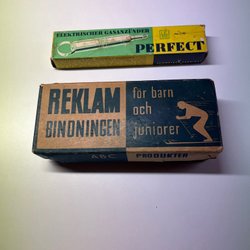 ELEKTRISCHER GASANZÜNDER
PERFECT
REKLAM
BINDNINGEN
för barn
och
juniorer
ABC PRODUKTER